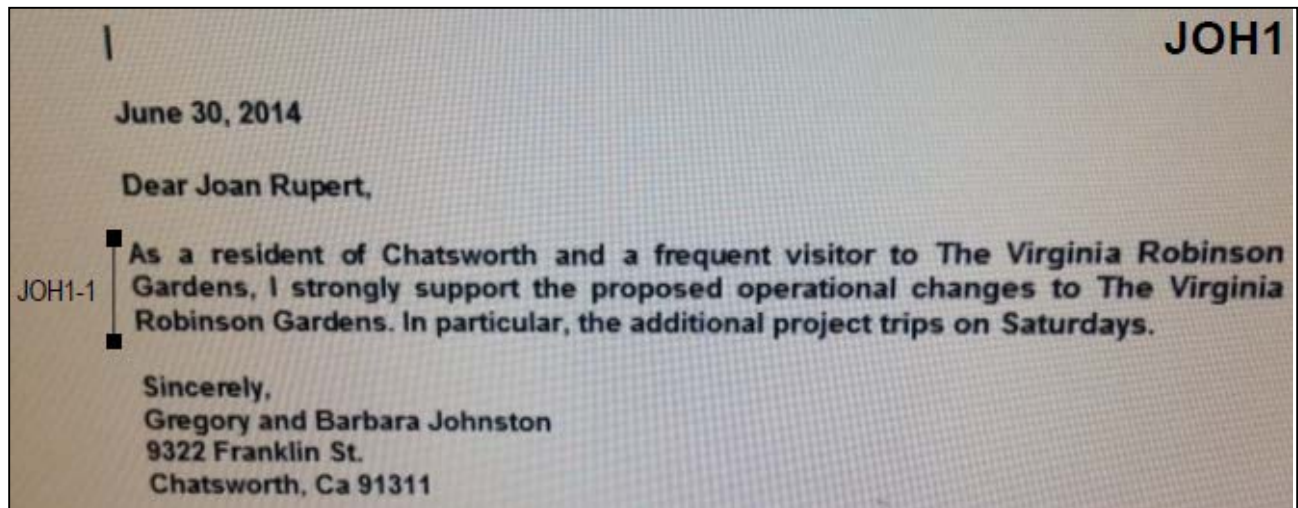 JOH1
June 30, 2014
Dear Joan Rupert,
As a resident of Chatsworth and a frequent visitor to The Virginia Robinson
JOH1-1
Gardens, I strongly support the proposed operational changes to The Virginia
Robinson Gardens. In particular, the additional project trips on Saturdays.
Sincerely,
Gregory and Barbara Johnston
9322 Franklin St.
Chatsworth, Ca 91311